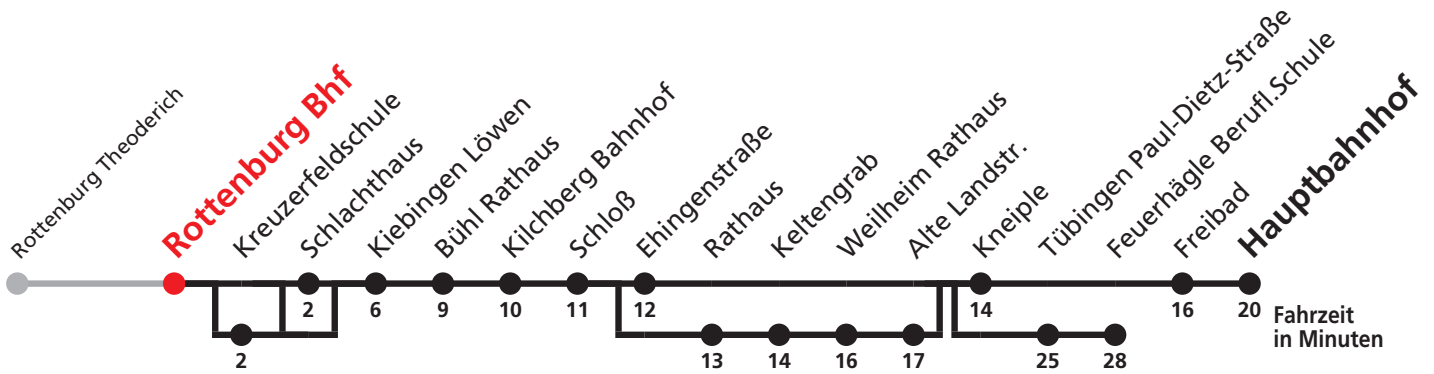 Rottenburg Theoderich
Rottenburg Bhf
Kreuzerfeldschule
Schlachthaus
Kiebingen Löwen
Bühl Rathaus
Kilchberg Bahnhof
Schloß
Ehingenstraße
Rathaus
Keltengrab
Weilheim Rathaus
Alte Landstr.
Kneiple
Tübingen Paul-Dietz-Straße
Feuerhägle Berufl.Schule
Freibad
Hauptbahnhof
2 6 9 10 11 12 14 16 20
Fahrzeit
in Minuten
2 13 14 16 17 25 28